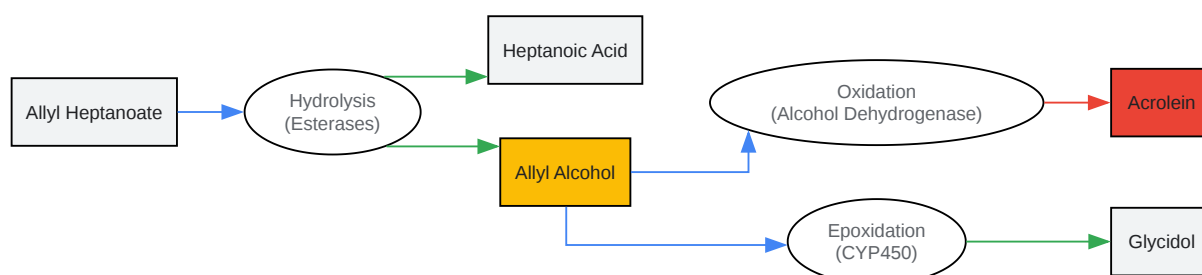 Allyl Heptanoate
Hydrolysis
(Esterases)
Heptanoic Acid
Allyl Alcohol
Oxidation
(Alcohol Dehydrogenase)
Acrolein
Epoxidation
(CYP450)
Glycidol